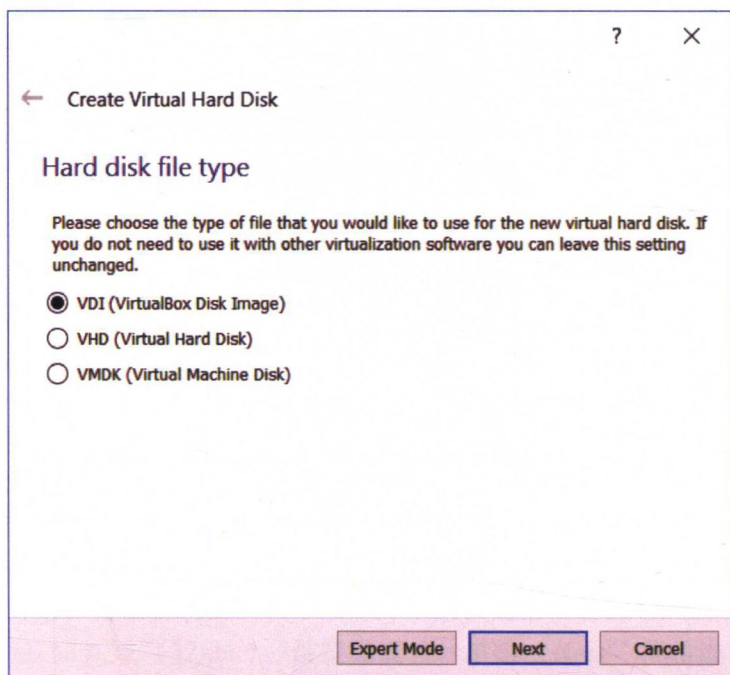 ?
Create Virtual Hard Disk
Hard disk file type
Please choose the type of file that you would like to use for the new virtual hard disk. If
you do not need to use it with other virtualization software you can leave this setting
unchanged.
VDI (VirtualBox Disk Image)
VHD (Virtual Hard Disk)
VMDK (Virtual Machine Disk)
Expert Mode Next Cancel